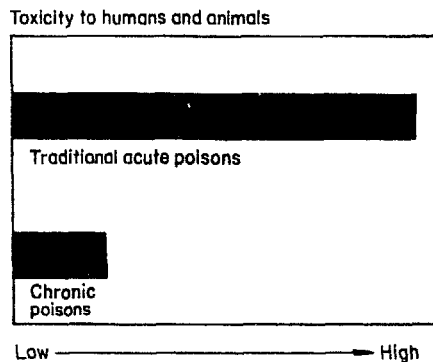 Toxicity to humans and animals
Traditional acute poisons
Chronic
poisons
Low High